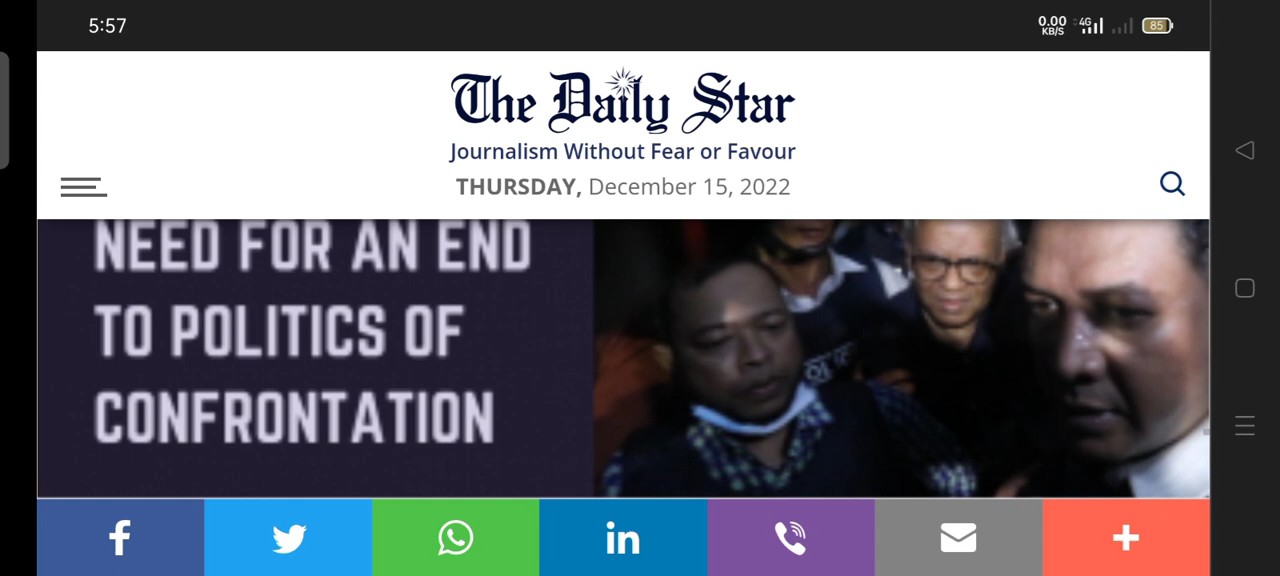 5:57
0.00
KB/S
4G
85
The Daily Star
Journalism Without Fear or Favour
THURSDAY, December 15, 2022
NEED FOR AN END
TO POLITICS OF
CONFRONTATION